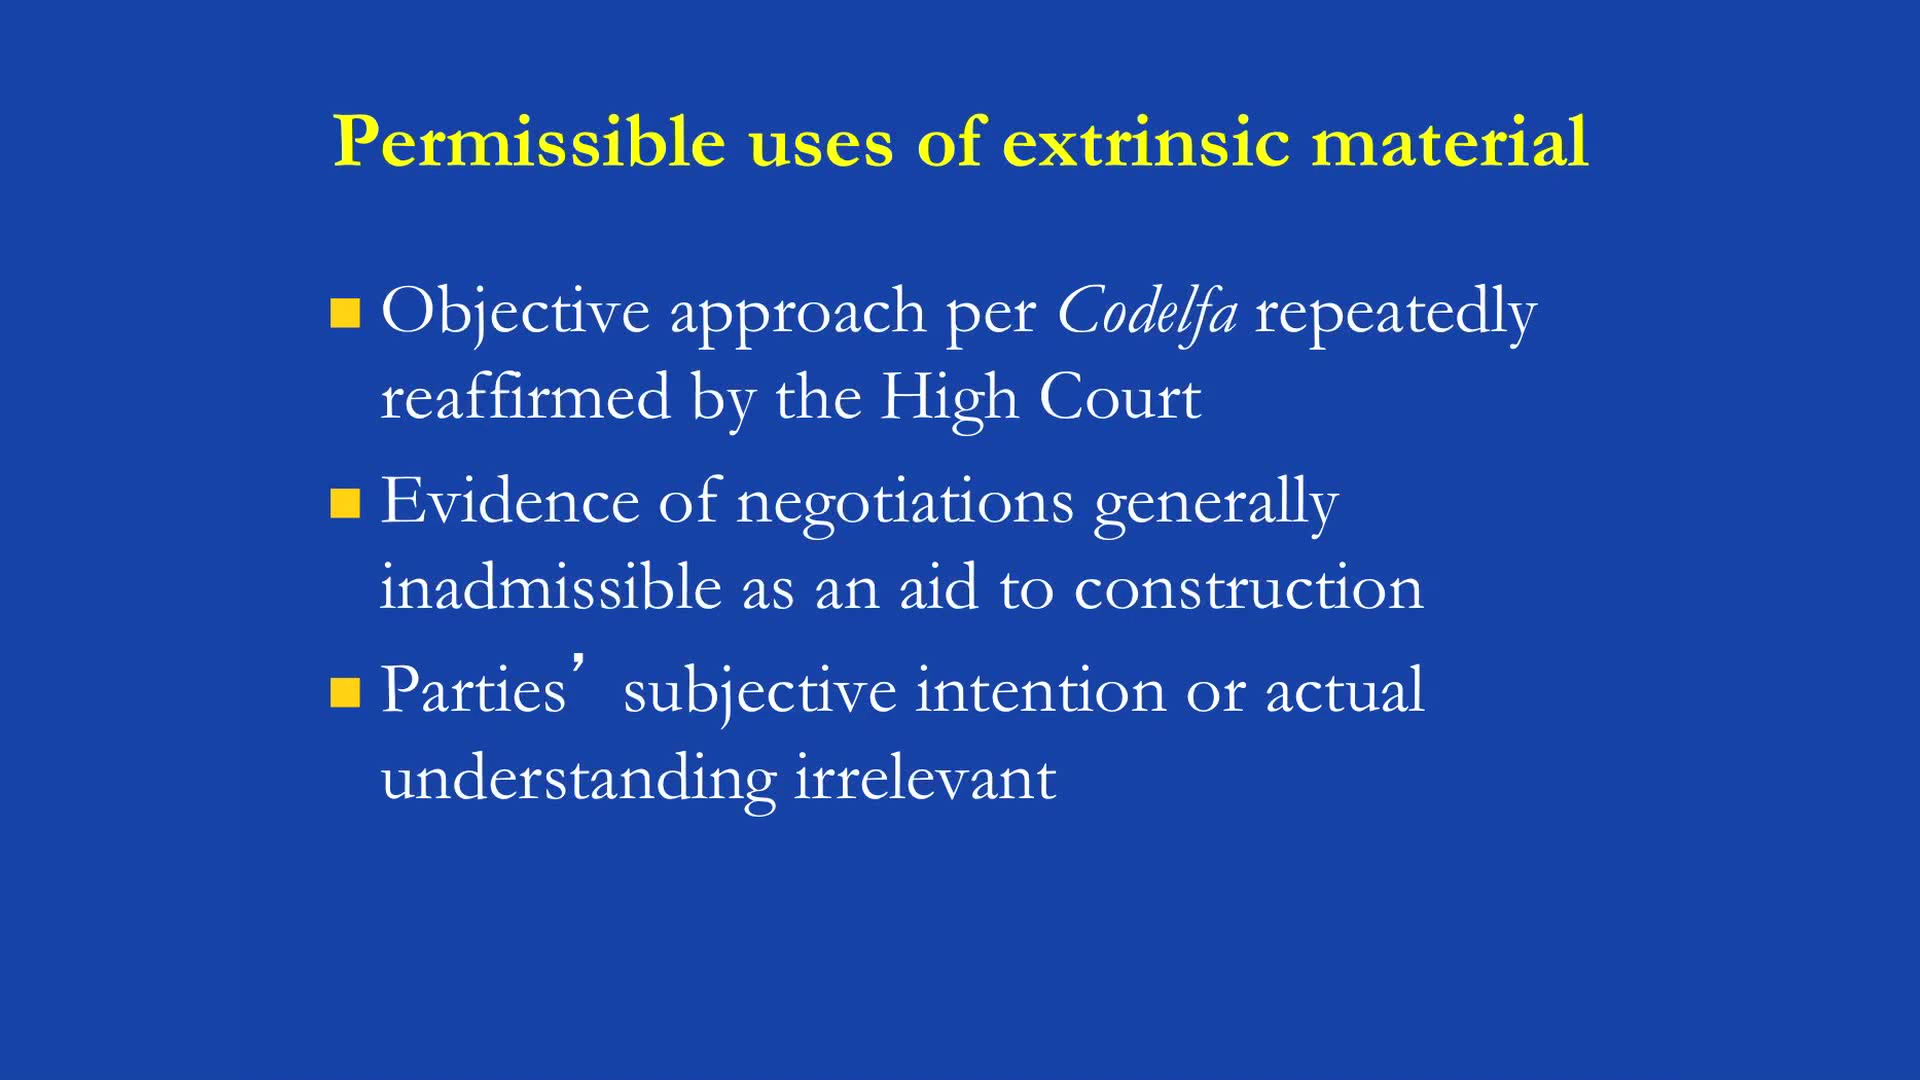 Permissible uses of extrinsic material
Objective approach per Codelfa repeatedly
reaffirmed by the High Court
Evidence of negotiations generally
inadmissible as an aid to construction
Parties’ subjective intention or actual
understanding irrelevant